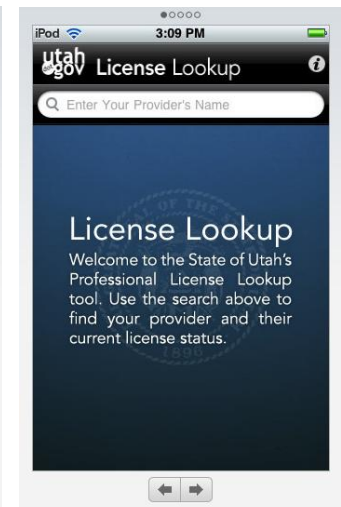 iPod 3:09 PM
utah.gov License Lookup
Enter Your Provider's Name
License Lookup
Welcome to the State of Utah's
Professional License Lookup
tool. Use the search above to
find your provider and their
current license status.
1896